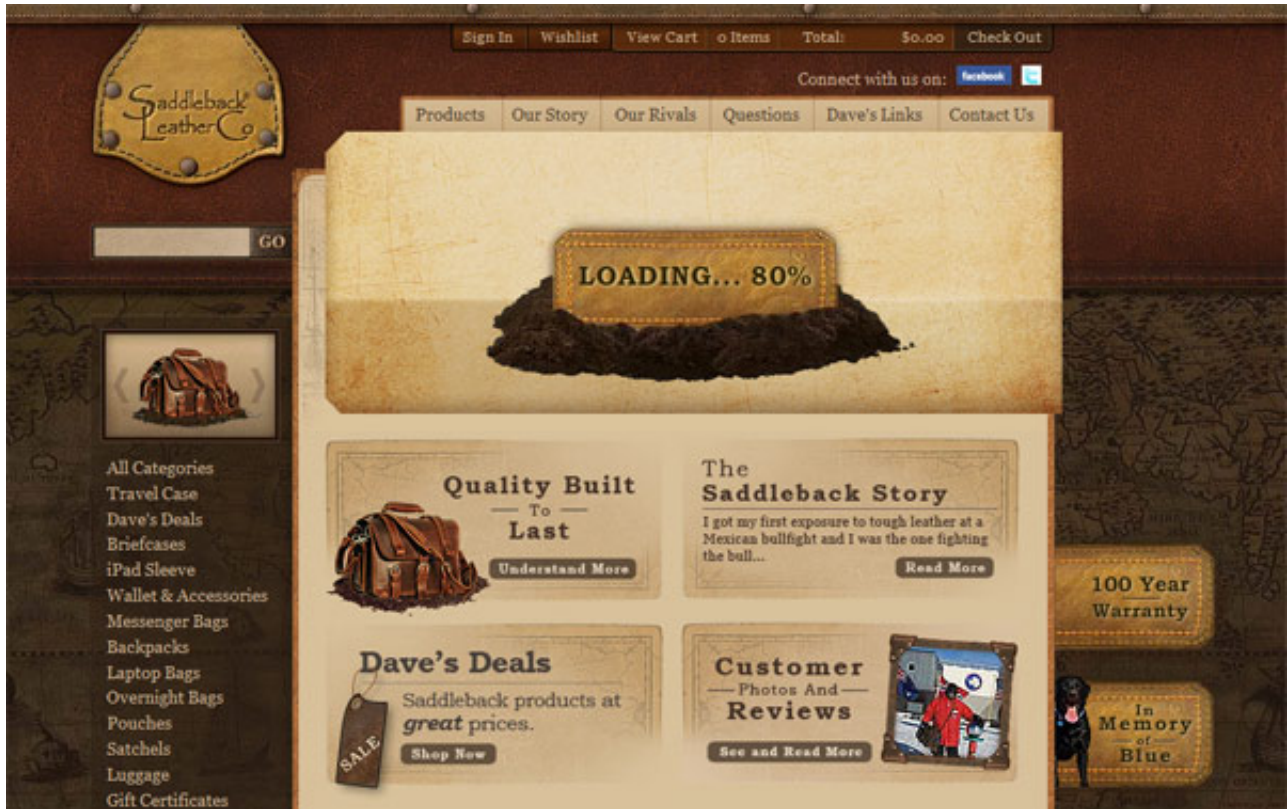 Sign In Wishlist View Cart 0 Items Total: $0.00 Check Out
Connect with us on: facebook
Saddleback
Leather Co
Products Our Story Our Rivals Questions Dave's Links Contact Us
GO
LOADING... 80%
All Categories
Travel Case
Dave's Deals
Briefcases
iPad Sleeve
Wallet & Accessories
Messenger Bags
Backpacks
Laptop Bags
Overnight Bags
Pouches
Satchels
Luggage
Gift Certificates
Quality Built
To
Last
Understand More
The
Saddleback Story
I got my first exposure to tough leather at a
Mexican bullfight and I was the one fighting
the bull...
Read More
Dave's Deals
Saddleback products at
great prices.
SALE
Shop Now
Customer
Photos And
Reviews
See and Read More
100 Year
Warranty
In
Memory
of
Blue